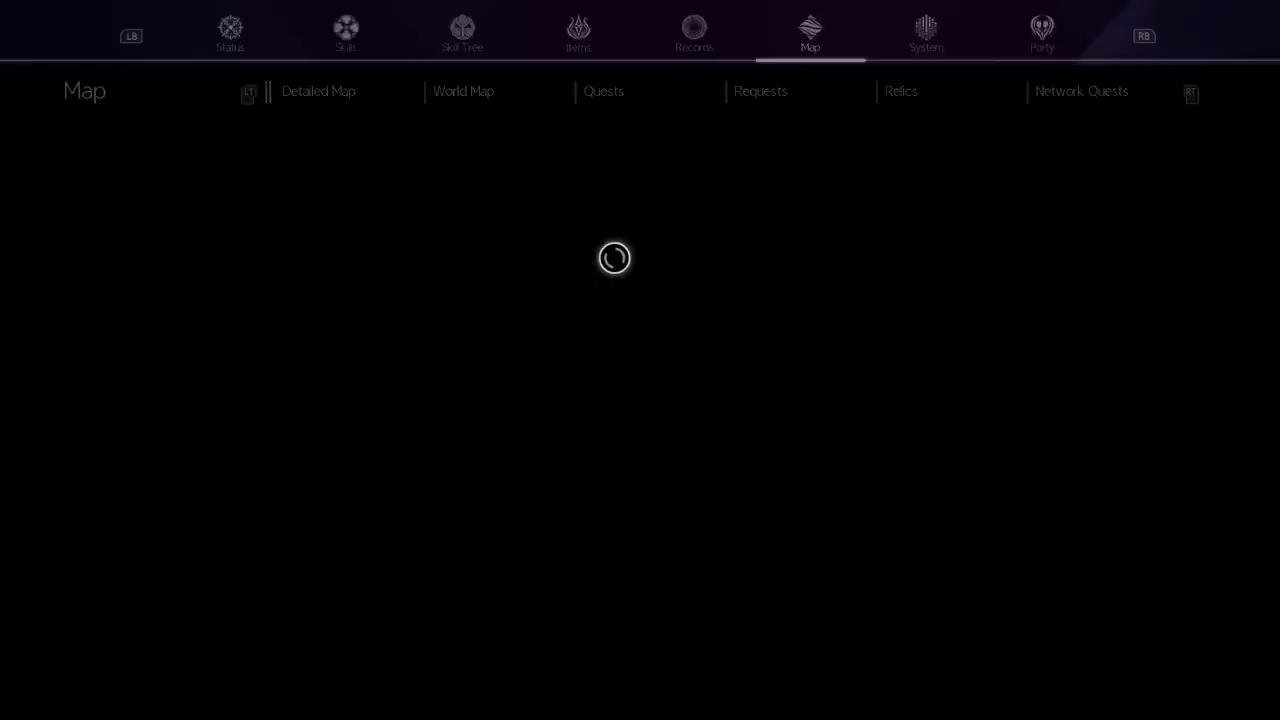 LB Status Skills Skill Tree Items Records Map System Party RB
Map LT Detailed Map World Map Quests Requests Relics Network Quests RT